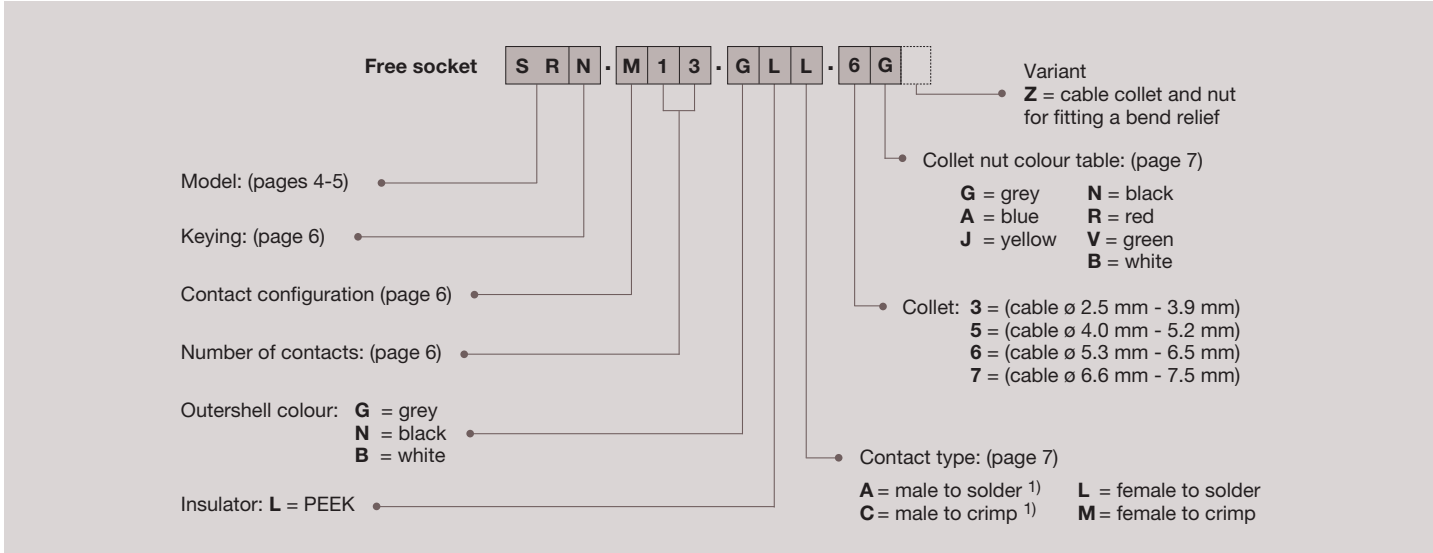 Free socket S R N . M 1 3 . G L L . 6 G
Variant
Z = cable collet and nut
for fitting a bend relief
Collet nut colour table: (page 7)
G = grey N = black
A = blue R = red
J = yellow V = green
B = white
Model: (pages 4-5)
Keying: (page 6)
Contact configuration (page 6)
Number of contacts: (page 6)
Collet: 3 = (cable ø 2.5 mm - 3.9 mm)
5 = (cable ø 4.0 mm - 5.2 mm)
6 = (cable ø 5.3 mm - 6.5 mm)
7 = (cable ø 6.6 mm - 7.5 mm)
Outershell colour: G = grey
N = black
B = white
Insulator: L = PEEK
Contact type: (page 7)
A = male to solder 1) L = female to solder
C = male to crimp 1) M = female to crimp